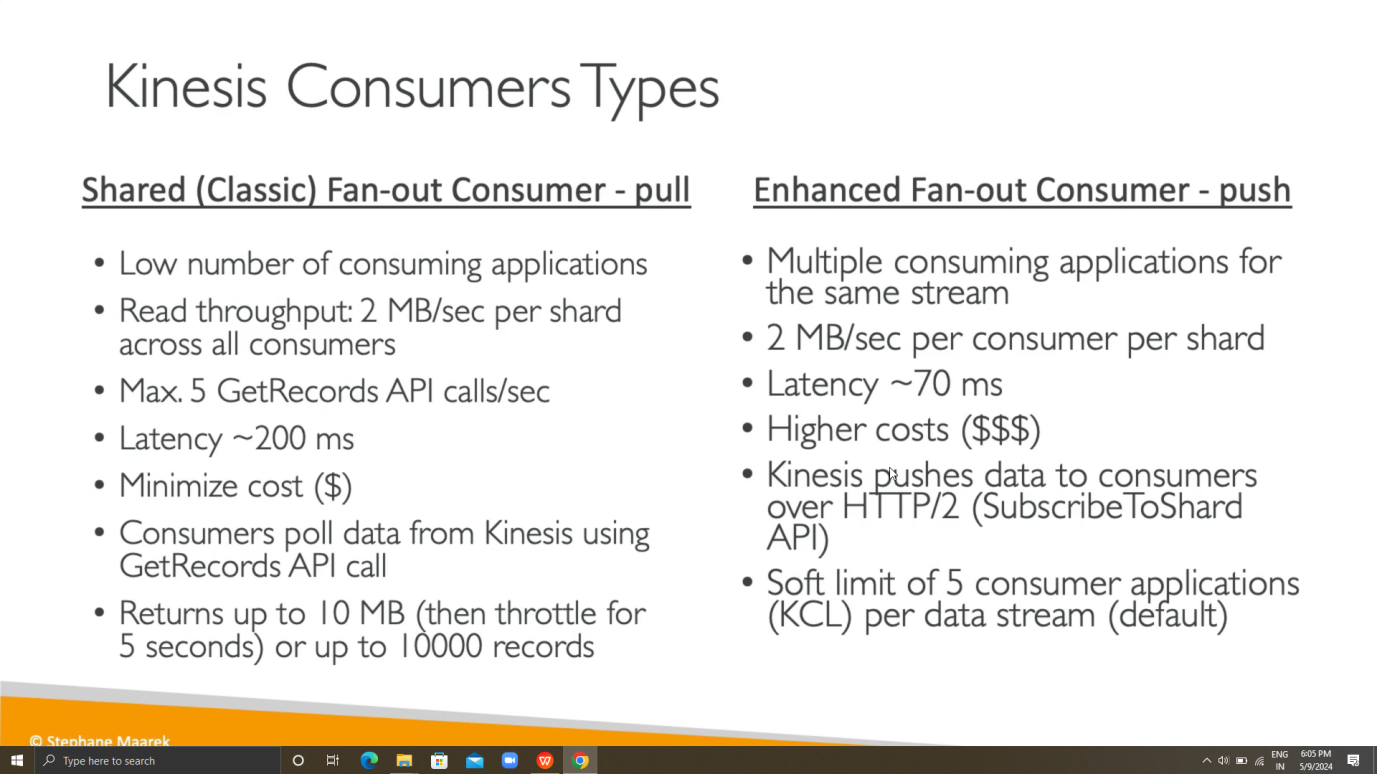 Kinesis Consumers Types
Shared (Classic) Fan-out Consumer - pull
• Low number of consuming applications
• Read throughput: 2 MB/sec per shard
across all consumers
• Max. 5 GetRecords API calls/sec
• Latency ~200 ms
• Minimize cost ($)
• Consumers poll data from Kinesis using
GetRecords API call
• Returns up to 10 MB (then throttle for
5 seconds) or up to 10000 records
Enhanced Fan-out Consumer - push
• Multiple consuming applications for
the same stream
• 2 MB/sec per consumer per shard
• Latency ~70 ms
• Higher costs ($$$)
• Kinesis pushes data to consumers
over HTTP/2 (SubscribeToShard
API)
• Soft limit of 5 consumer applications
(KCL) per data stream (default)
© Stephane Maarek
Type here to search
ENG
IN
6:05 PM
5/9/2024